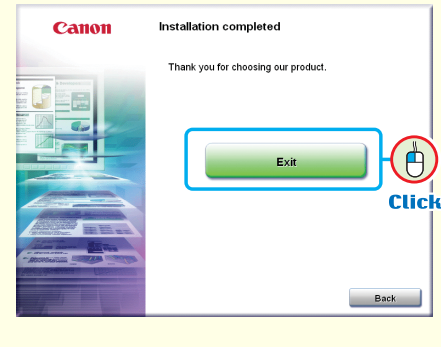 Canon
Installation completed
Thank you for choosing our product.
Exit
Click
Back